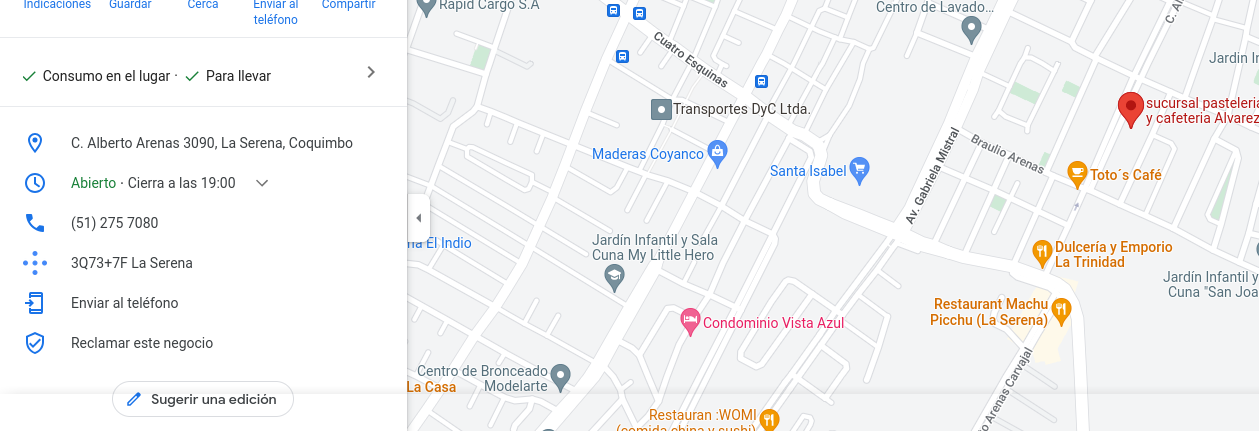 Indicaciones
Guardar
Cerca
Enviar al
teléfono
Compartir
Consumo en el lugar · Para llevar
C. Alberto Arenas 3090, La Serena, Coquimbo
Abierto · Cierra a las 19:00
(51) 275 7080
3Q73+7F La Serena
Enviar al teléfono
Reclamar este negocio
Sugerir una edición
Rapid Cargo S.A
Centro de Lavado...
Cuatro Esquinas
Jardín In
Transportes DyC Ltda.
sucursal pasteleria
y cafeteria Alvarez
Maderas Coyanco
Santa Isabel
Av. Gabriela Mistral
Braulio Arenas
Toto´s Café
El Indio
Jardín Infantil y Sala
Cuna My Little Hero
Dulcería y Emporio
La Trinidad
Jardín Infantil y
Cuna "San Joa
Restaurant Machu
Picchu (La Serena)
Condominio Vista Azul
Centro de Bronceado
Modelarte
La Casa
Arenas Carvajal
Restauran :WOMI
(comida china y sushi)